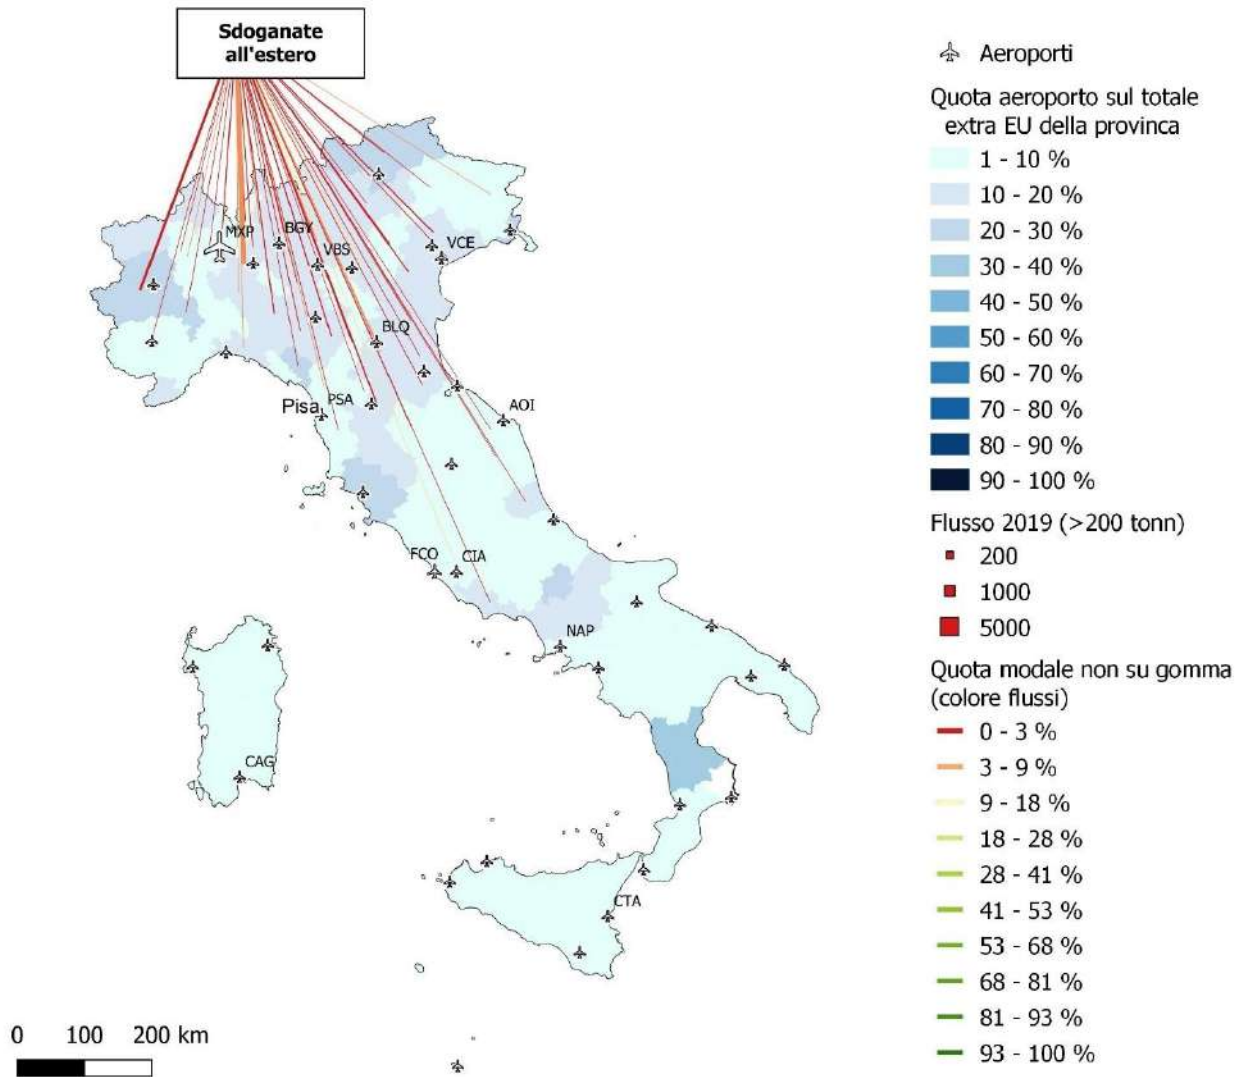 Sdoganate
all'estero
MXP
BGY
VBS
VCE
BLQ
Pisa
PSA
AOI
FCO
CIA
NAP
CAG
CTA
0 100 200 km
Aeroporti
Quota aeroporto sul totale
extra EU della provinca
1 - 10 %
10 - 20 %
20 - 30 %
30 - 40 %
40 - 50 %
50 - 60 %
60 - 70 %
70 - 80 %
80 - 90 %
90 - 100 %
Flusso 2019 (>200 tonn)
200
1000
5000
Quota modale non su gomma
(colore flussi)
0 - 3 %
3 - 9 %
9 - 18 %
18 - 28 %
28 - 41 %
41 - 53 %
53 - 68 %
68 - 81 %
81 - 93 %
93 - 100 %